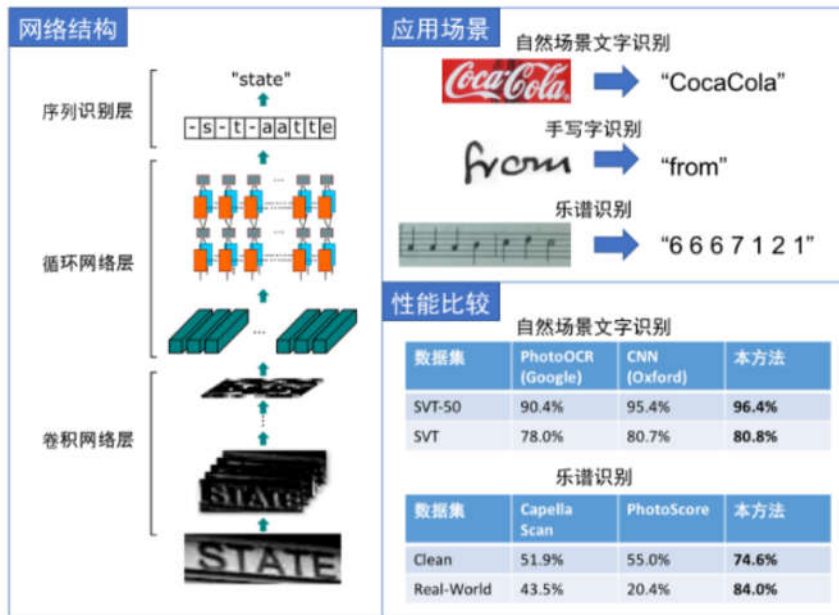 网络结构
"state"
序列识别层
-s-t-aatte
循环网络层
...
卷积网络层
STATE
STATE
应用场景
自然场景文字识别
Coca-Cola
“CocaCola”
手写字识别
from
“from”
乐谱识别
“6 6 6 7 1 2 1”
性能比较
自然场景文字识别
数据集 PhotoOCR (Google) CNN (Oxford) 本方法
SVT-50 90.4% 95.4% 96.4%
SVT 78.0% 80.7% 80.8%
乐谱识别
数据集 Capella Scan PhotoScore 本方法
Clean 51.9% 55.0% 74.6%
Real-World 43.5% 20.4% 84.0%